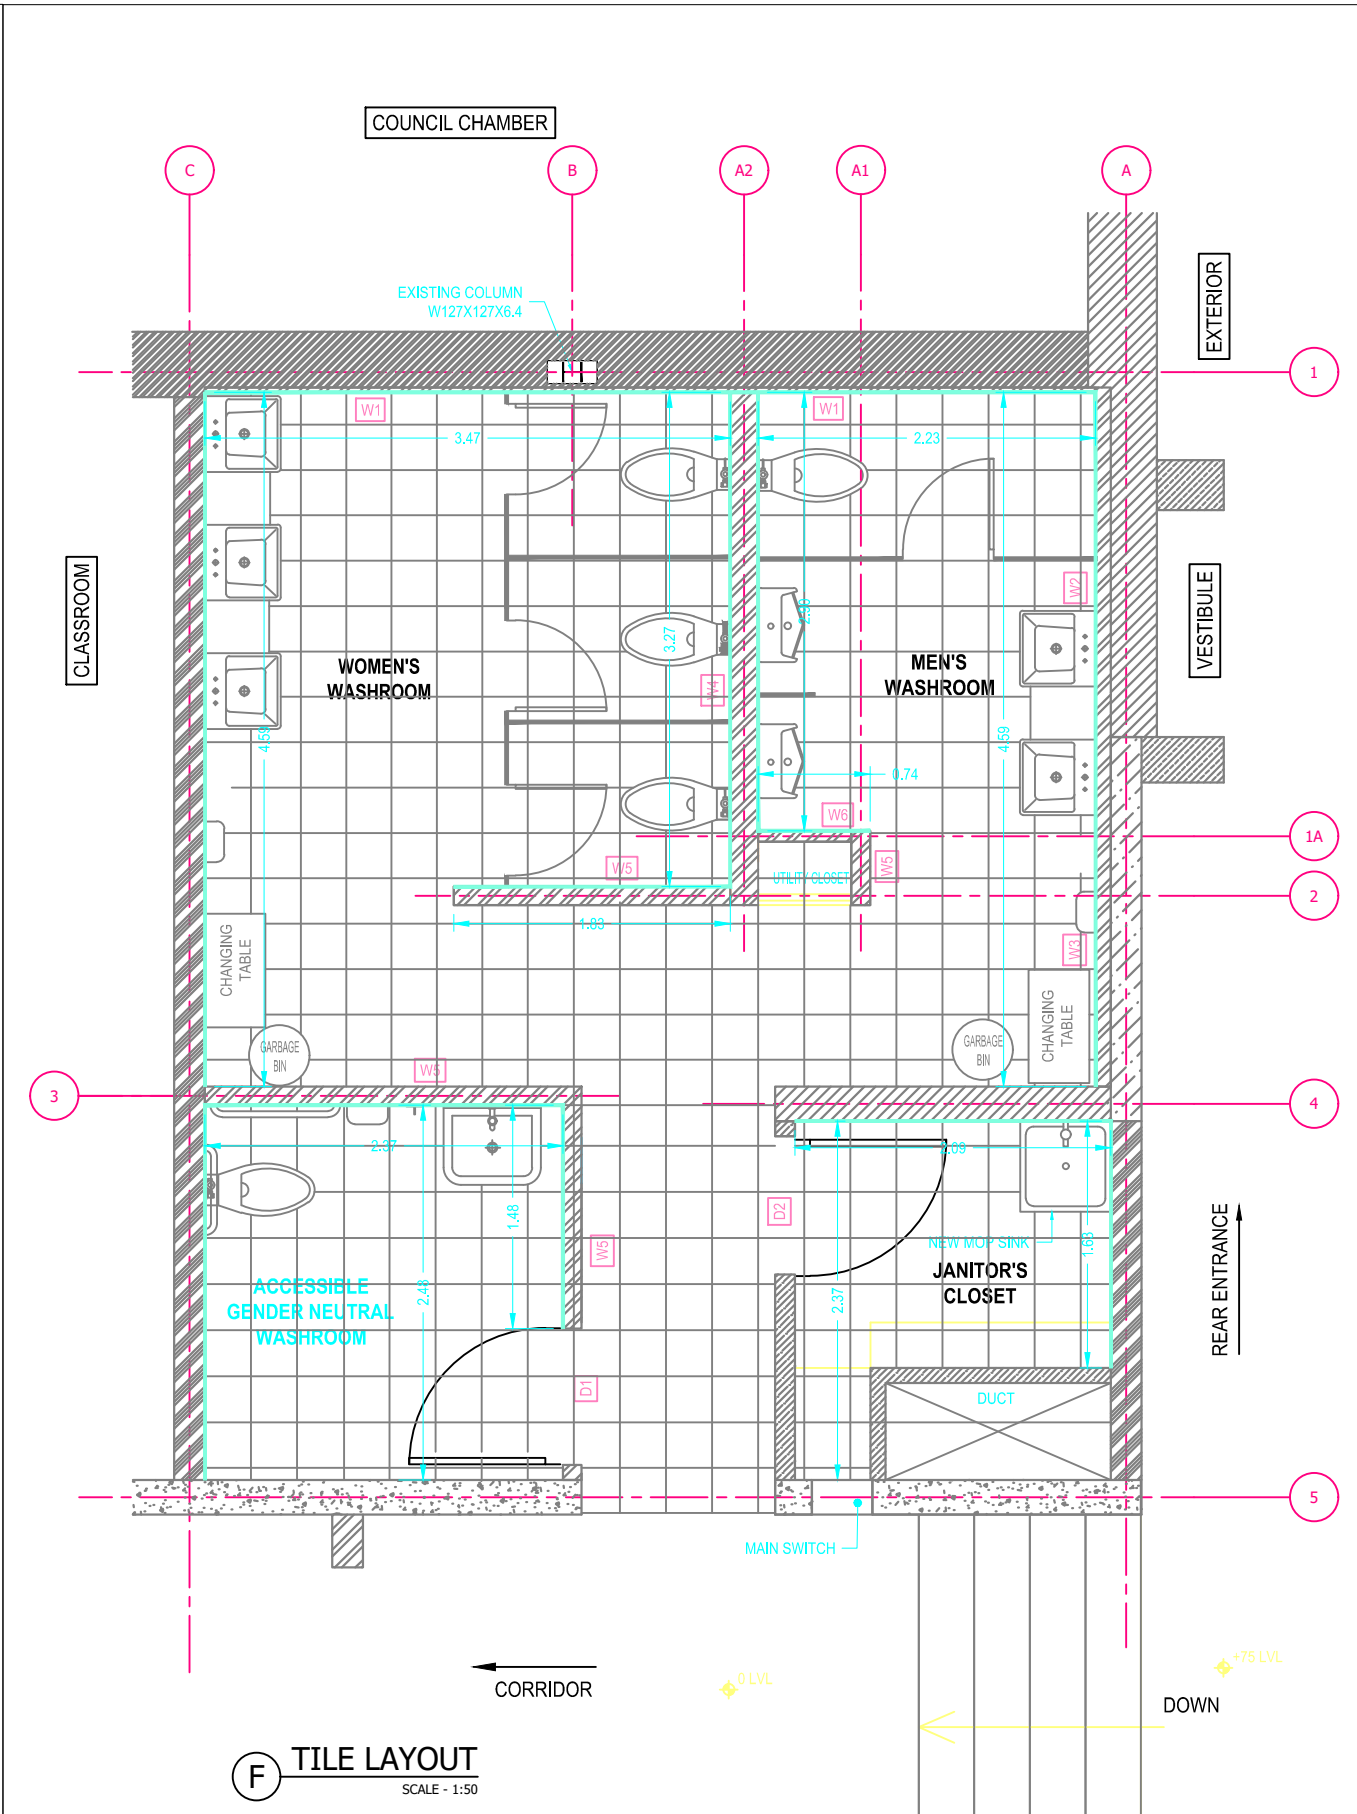 COUNCIL CHAMBER
C
B
A2
A1
A
EXISTING COLUMN
W127X127X6.4
EXTERIOR
1
W1
W1
3.47
2.23
CLASSROOM
W2
VESTIBULE
2.90
3.27
WOMEN'S
WASHROOM
MEN'S
WASHROOM
W4
4.59
4.59
0.74
W6
1A
W5
UTILITY CLOSET
W5
2
1.83
CHANGING
TABLE
W3
CHANGING
TABLE
GARBAGE
BIN
GARBAGE
BIN
W5
3
4
2.37
2.09
1.48
D2
NEW MOP SINK
1.63
W5
JANITOR'S
CLOSET
ACCESSIBLE
GENDER NEUTRAL
WASHROOM
2.48
2.37
REAR ENTRANCE
D1
DUCT
5
MAIN SWITCH
CORRIDOR
0 LVL
+75 LVL
DOWN
F
TILE LAYOUT
SCALE - 1:50